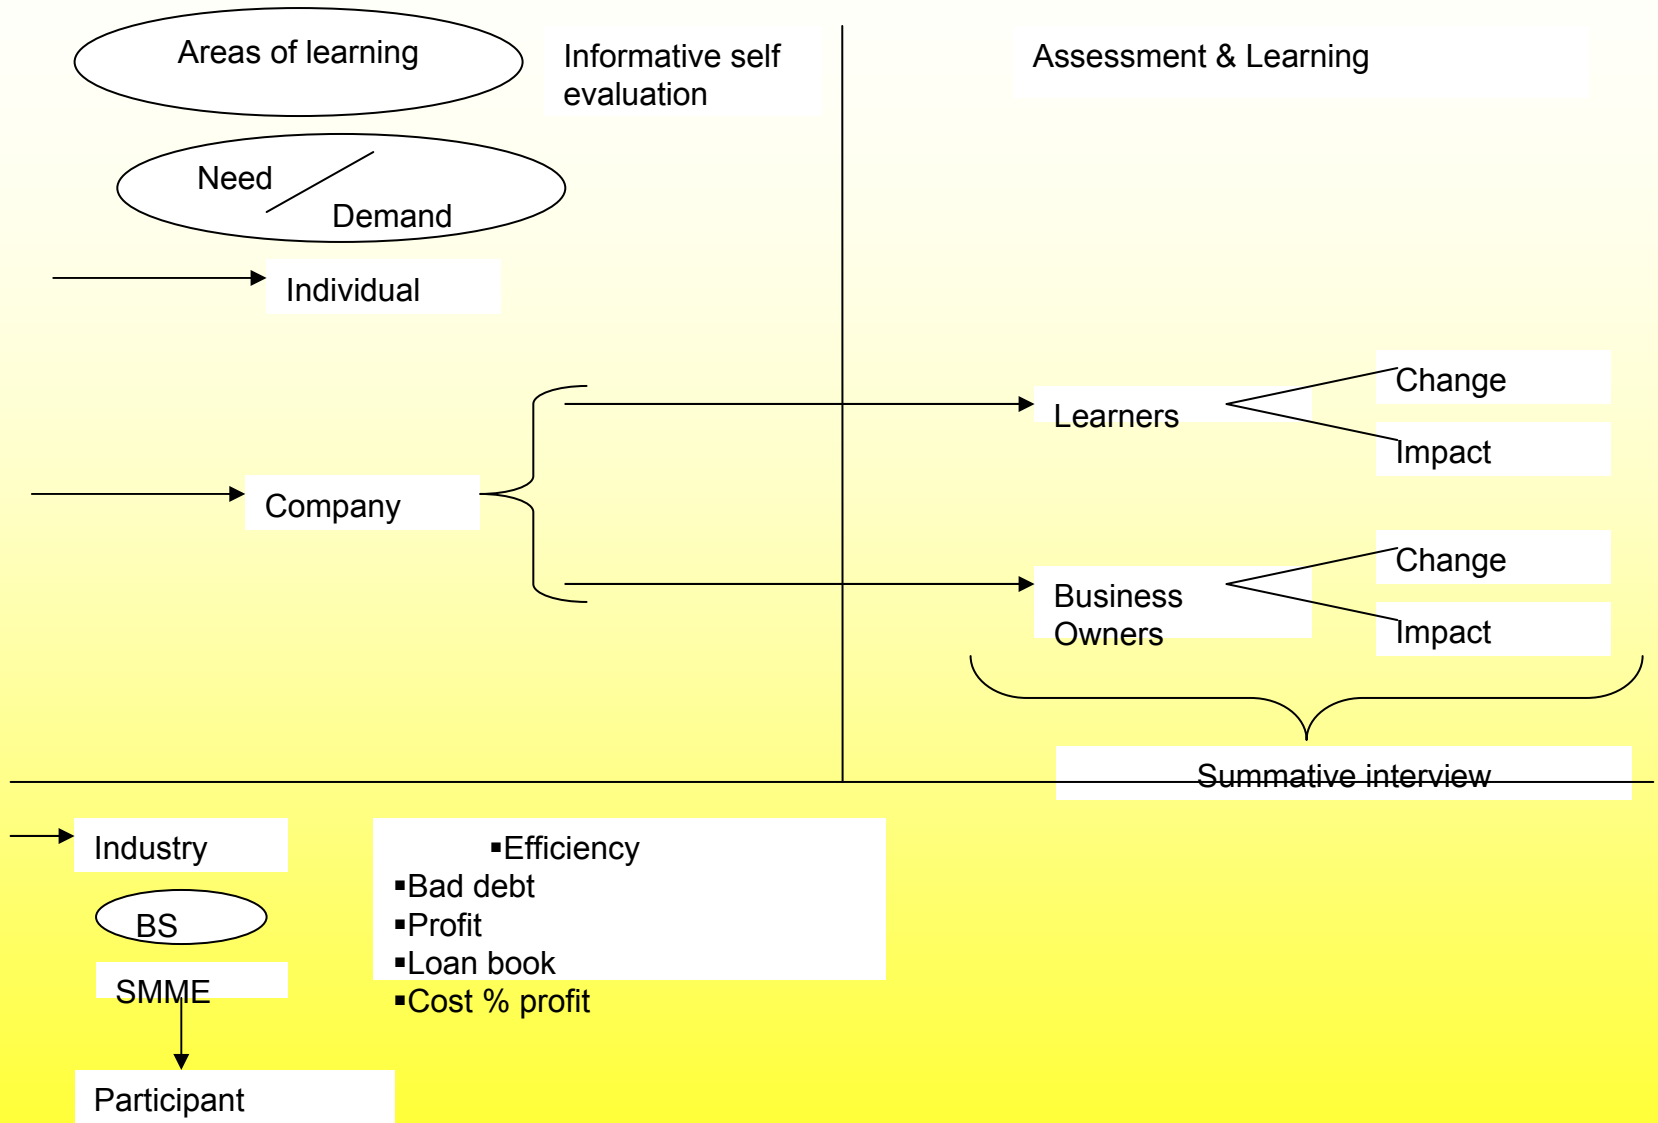 Areas of learning
Informative self
evaluation
Assessment & Learning
Need
Demand
Individual
Change
Learners
Impact
Company
Change
Business
Owners
Impact
Summative interview
Industry
▪Efficiency
▪Bad debt
BS
▪Profit
▪Loan book
SMME
▪Cost % profit
Participant